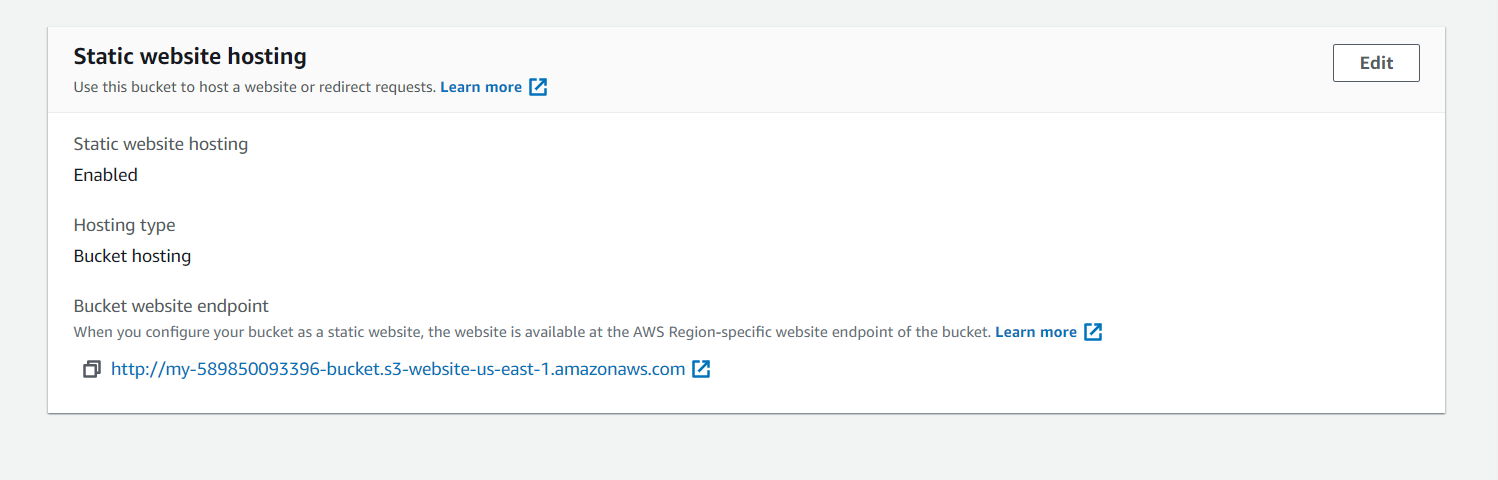 Static website hosting
Edit
Use this bucket to host a website or redirect requests. Learn more
Static website hosting
Enabled
Hosting type
Bucket hosting
Bucket website endpoint
When you configure your bucket as a static website, the website is available at the AWS Region-specific website endpoint of the bucket. Learn more
http://my-589850093396-bucket.s3-website-us-east-1.amazonaws.com